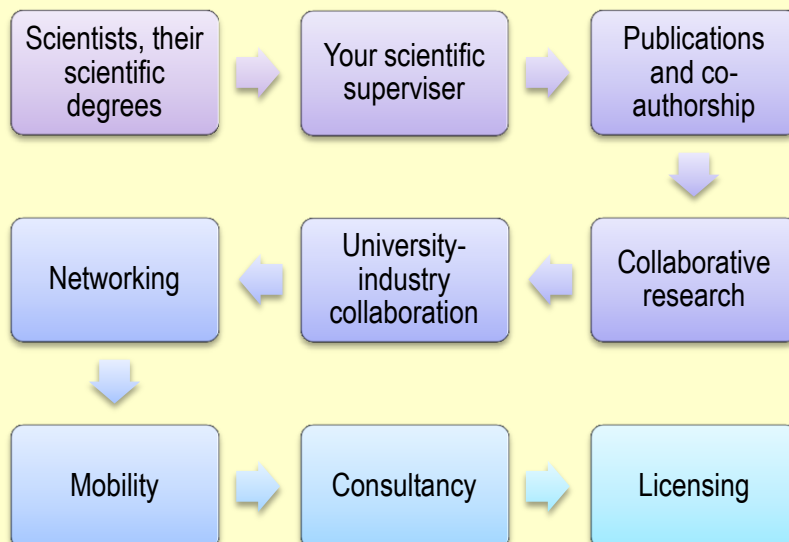 Scientists, their
scientific
degrees
Your scientific
superviser
Publications
and co-
authorship
Collaborative
research
University-
industry
collaboration
Networking
Mobility
Consultancy
Licensing